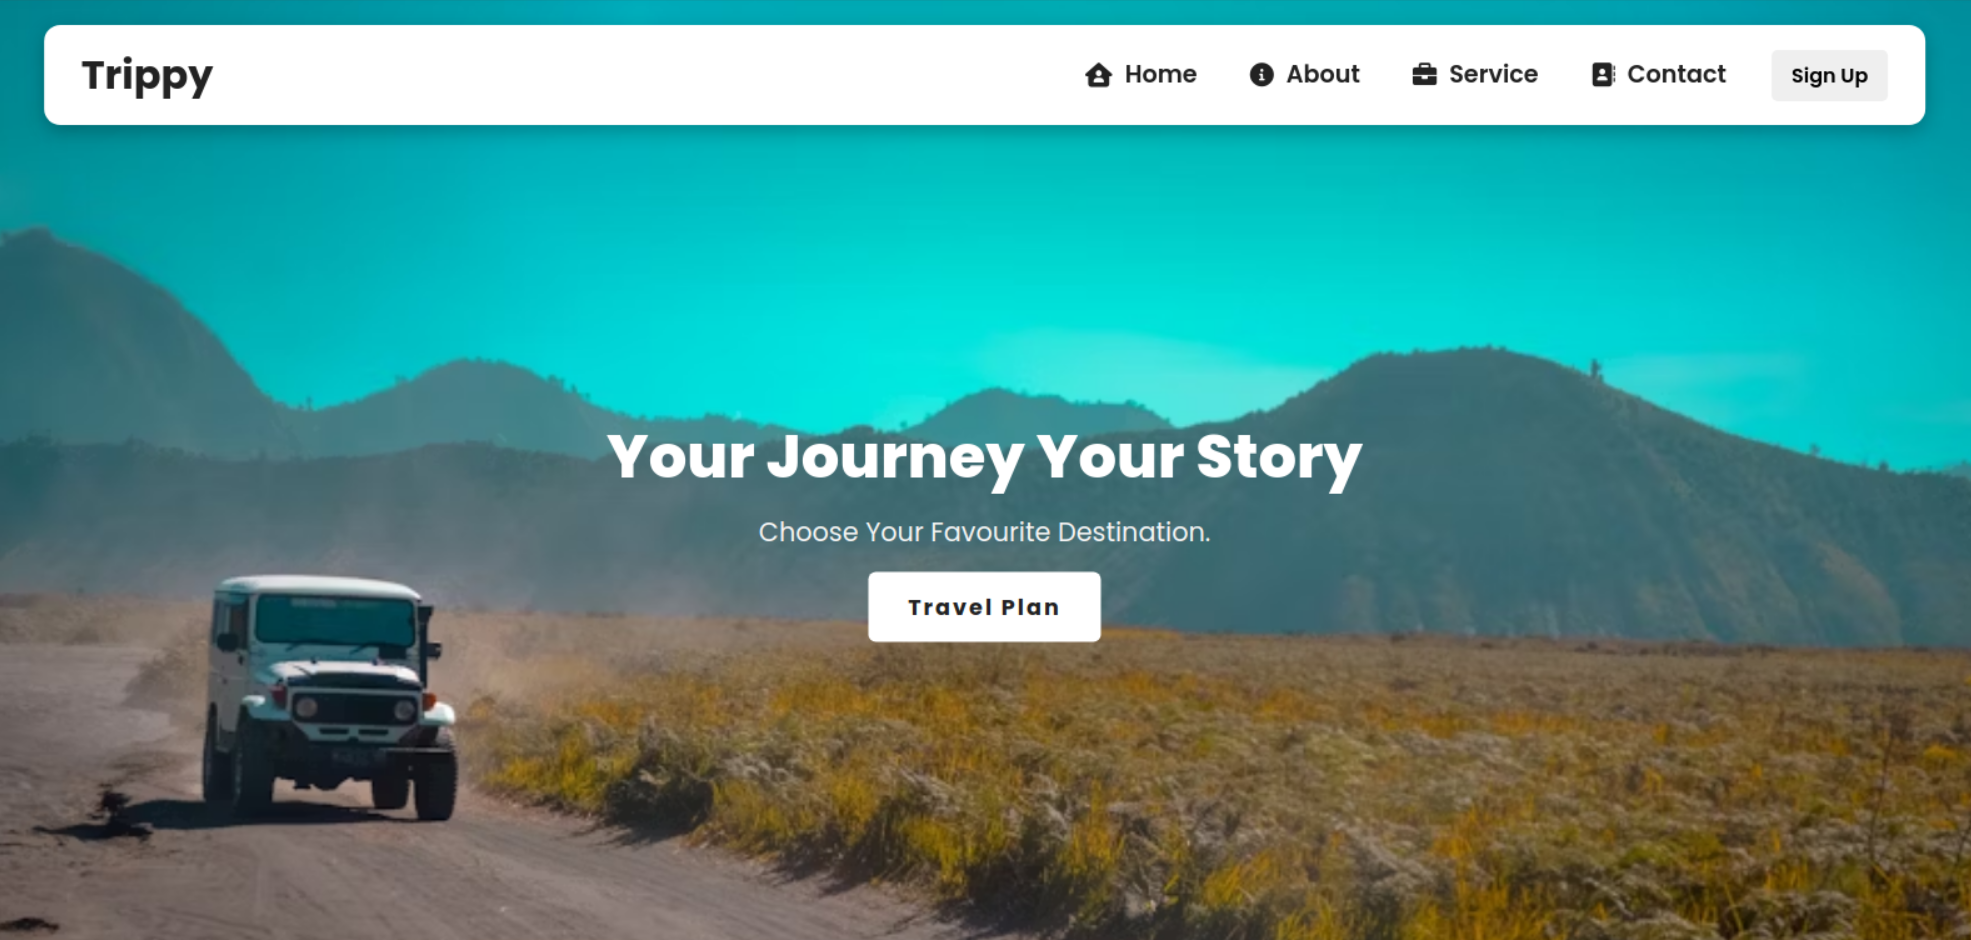 Trippy
Home About Service Contact Sign Up
Your Journey Your Story
Choose Your Favourite Destination.
Travel Plan